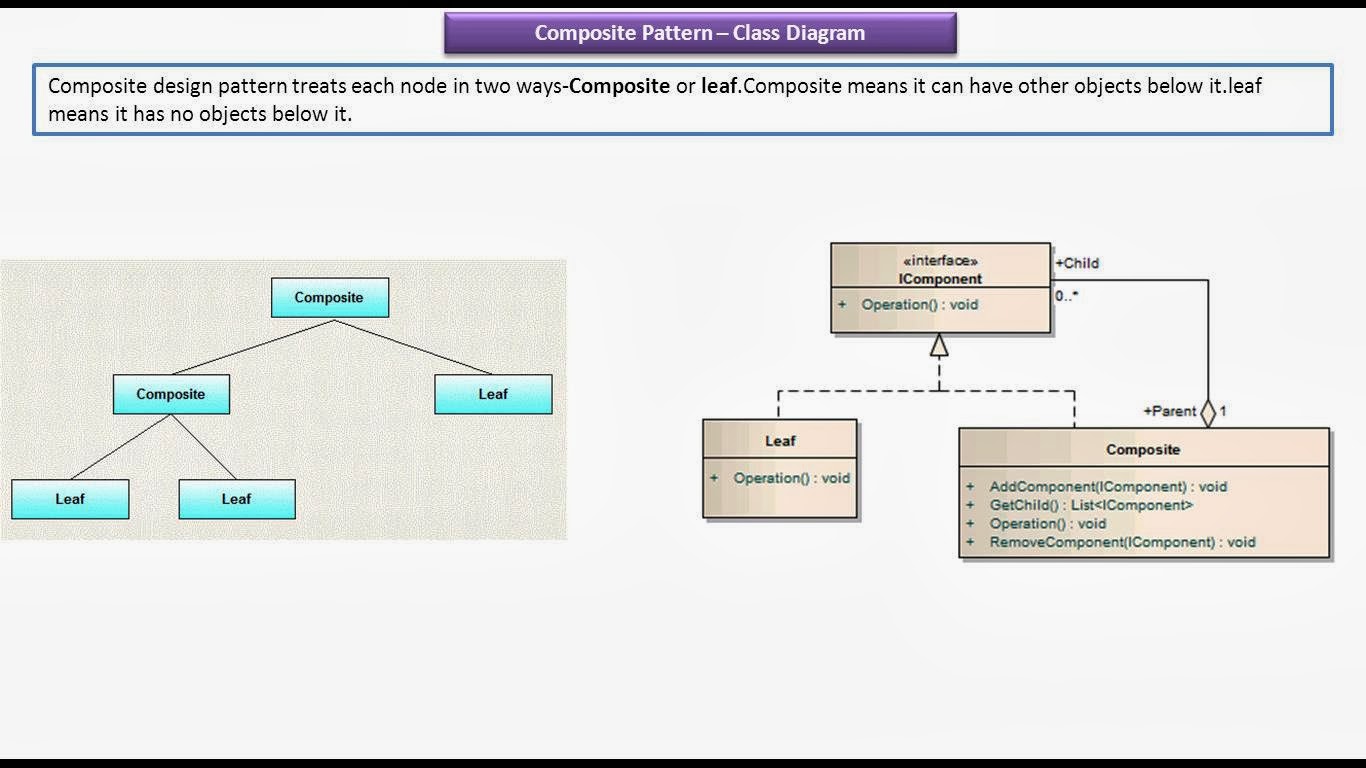 Composite Pattern – Class Diagram
Composite design pattern treats each node in two ways-Composite or leaf.Composite means it can have other objects below it.leaf
means it has no objects below it.
Composite
Composite
Leaf
Leaf
Leaf
«interface»
IComponent
+ Operation() : void
+Child
0..*
+Parent
1
Leaf
+ Operation() : void
Composite
+ AddComponent(IComponent) : void
+ GetChild() : List<IComponent>
+ Operation() : void
+ RemoveComponent(IComponent) : void